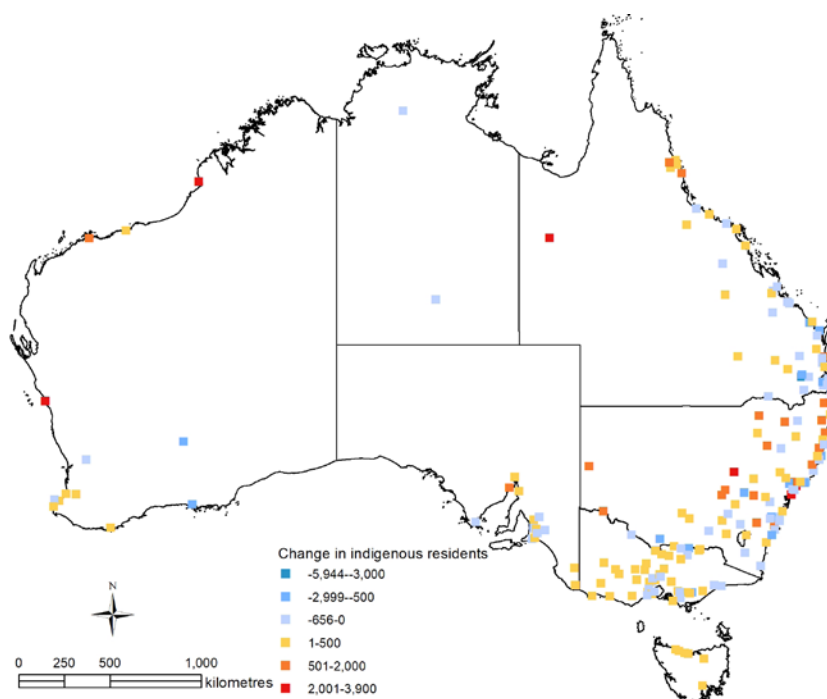 Change in indigenous residents
-5,944--3,000
-2,999--500
-656-0
1-500
501-2,000
2,001-3,900
N
0 250 500 1,000
kilometres